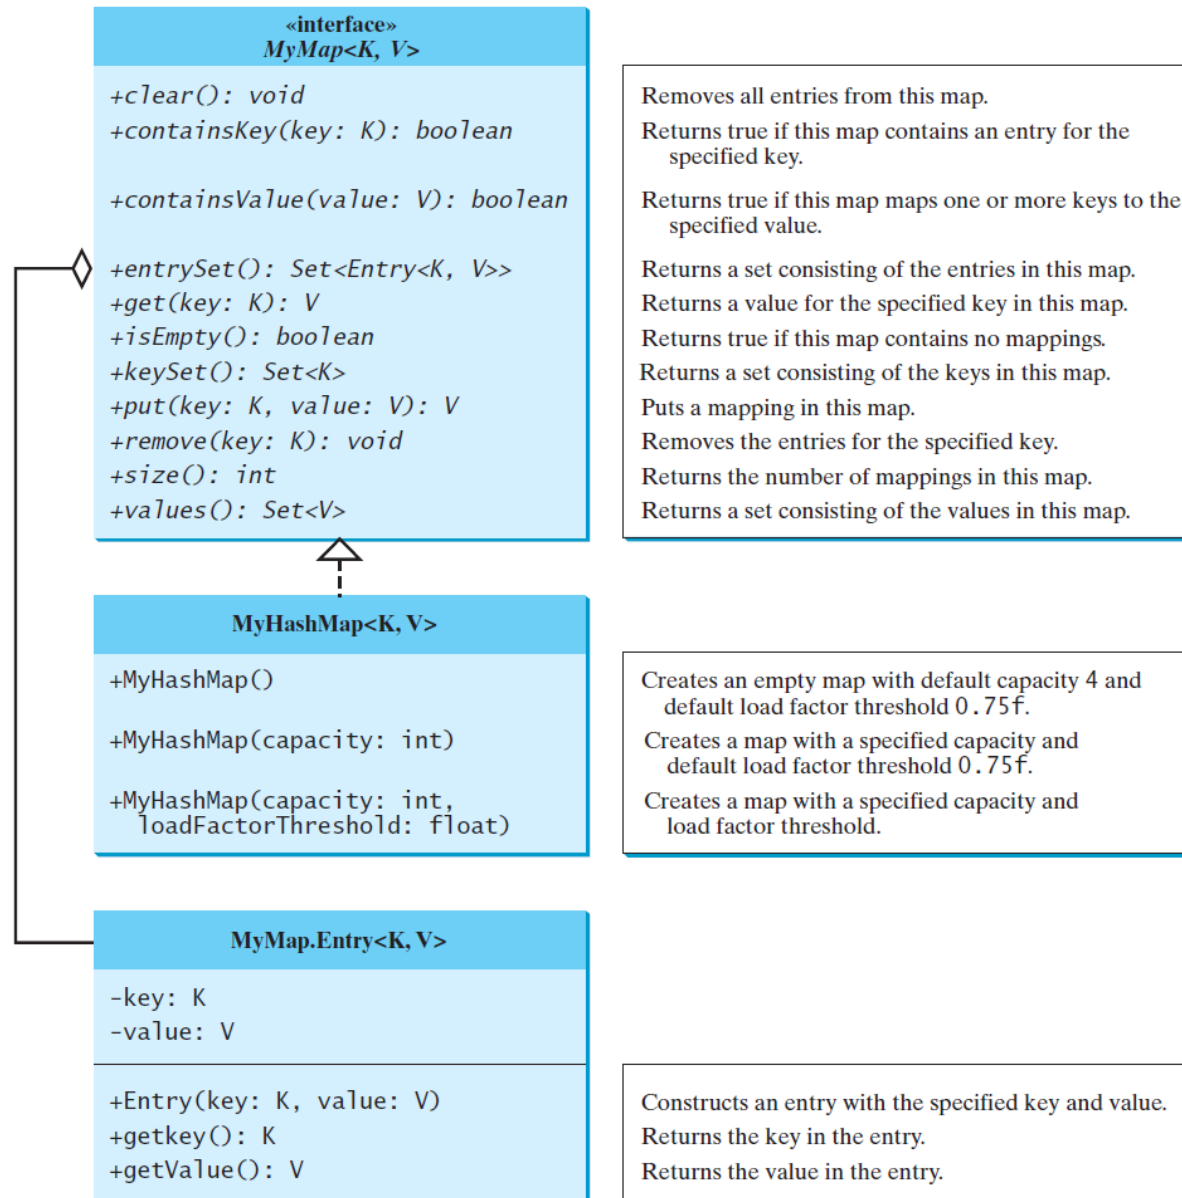 «interface»
MyMap<K, V>
+clear(): void
+containsKey(key: K): boolean
+containsValue(value: V): boolean
+entrySet(): Set<Entry<K, V>>
+get(key: K): V
+isEmpty(): boolean
+keySet(): Set<K>
+put(key: K, value: V): V
+remove(key: K): void
+size(): int
+values(): Set<V>
Removes all entries from this map.
Returns true if this map contains an entry for the
specified key.
Returns true if this map maps one or more keys to the
specified value.
Returns a set consisting of the entries in this map.
Returns a value for the specified key in this map.
Returns true if this map contains no mappings.
Returns a set consisting of the keys in this map.
Puts a mapping in this map.
Removes the entries for the specified key.
Returns the number of mappings in this map.
Returns a set consisting of the values in this map.
MyHashMap<K, V>
+MyHashMap()
+MyHashMap(capacity: int)
+MyHashMap(capacity: int,
loadFactorThreshold: float)
Creates an empty map with default capacity 4 and
default load factor threshold 0.75f.
Creates a map with a specified capacity and
default load factor threshold 0.75f.
Creates a map with a specified capacity and
load factor threshold.
MyMap.Entry<K, V>
-key: K
-value: V
+Entry(key: K, value: V)
+getkey(): K
+getValue(): V
Constructs an entry with the specified key and value.
Returns the key in the entry.
Returns the value in the entry.